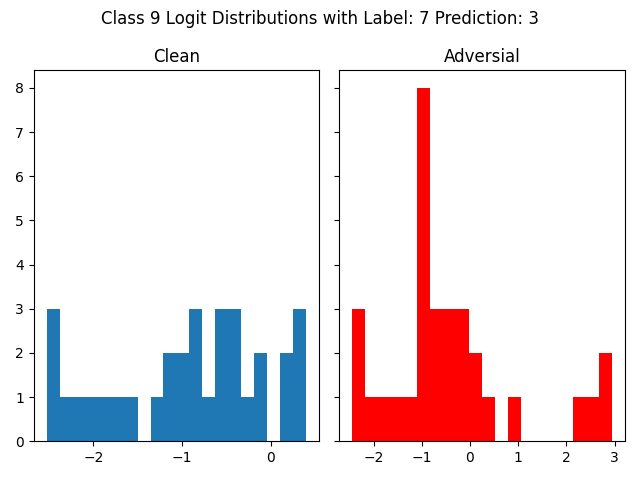 Class 9 Logit Distributions with Label: 7 Prediction: 3
Clean
Adversial
8
7
6
5
4
3
2
1
0
−2 −1 0
−2 −1 0 1 2 3